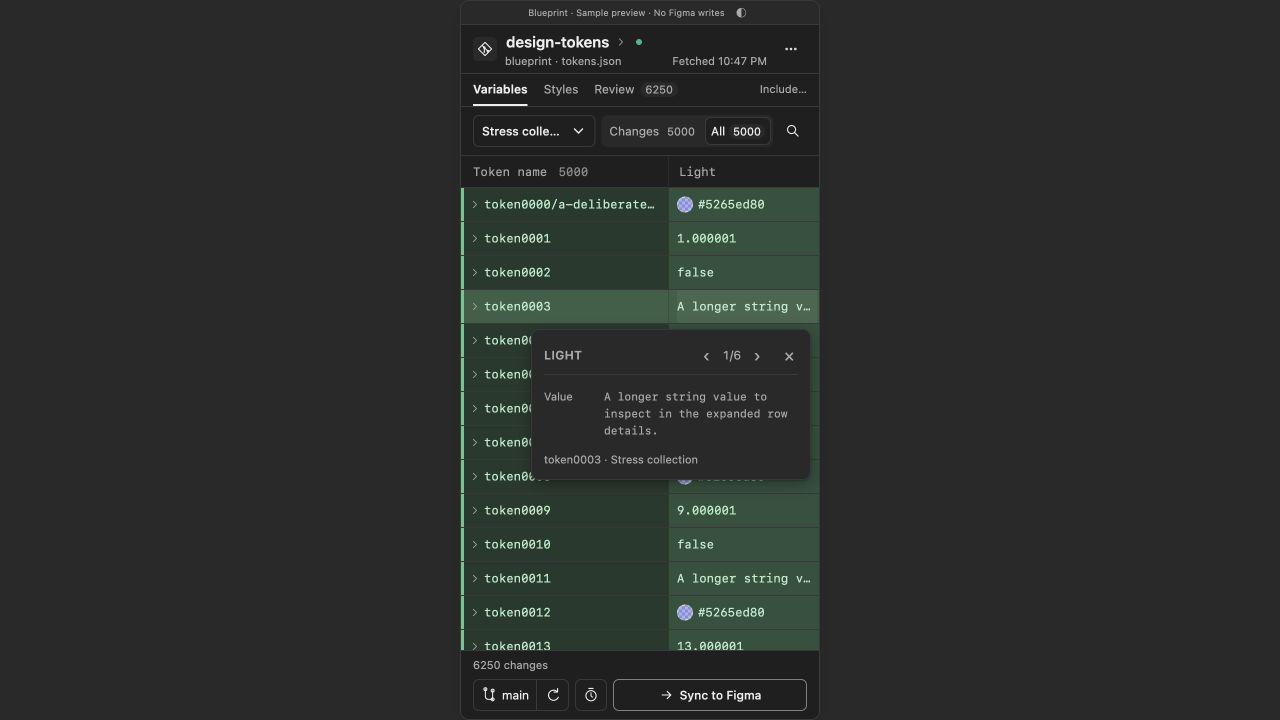 Blueprint · Sample preview · No Figma writes
design-tokens
blueprint · tokens.json
Fetched 10:47 PM
Variables Styles Review 6250 Include...
Stress colle... Changes 5000 All 5000
Token name 5000 Light
token0000/a-deliberate… #5265ed80
token0001 1.000001
token0002 false
token0003 A longer string v…
LIGHT 1/6
Value A longer string value to
inspect in the expanded row
details.
token0003 · Stress collection
token0009 9.000001
token0010 false
token0011 A longer string v…
token0012 #5265ed80
token0013 13.000001
6250 changes
main Sync to Figma